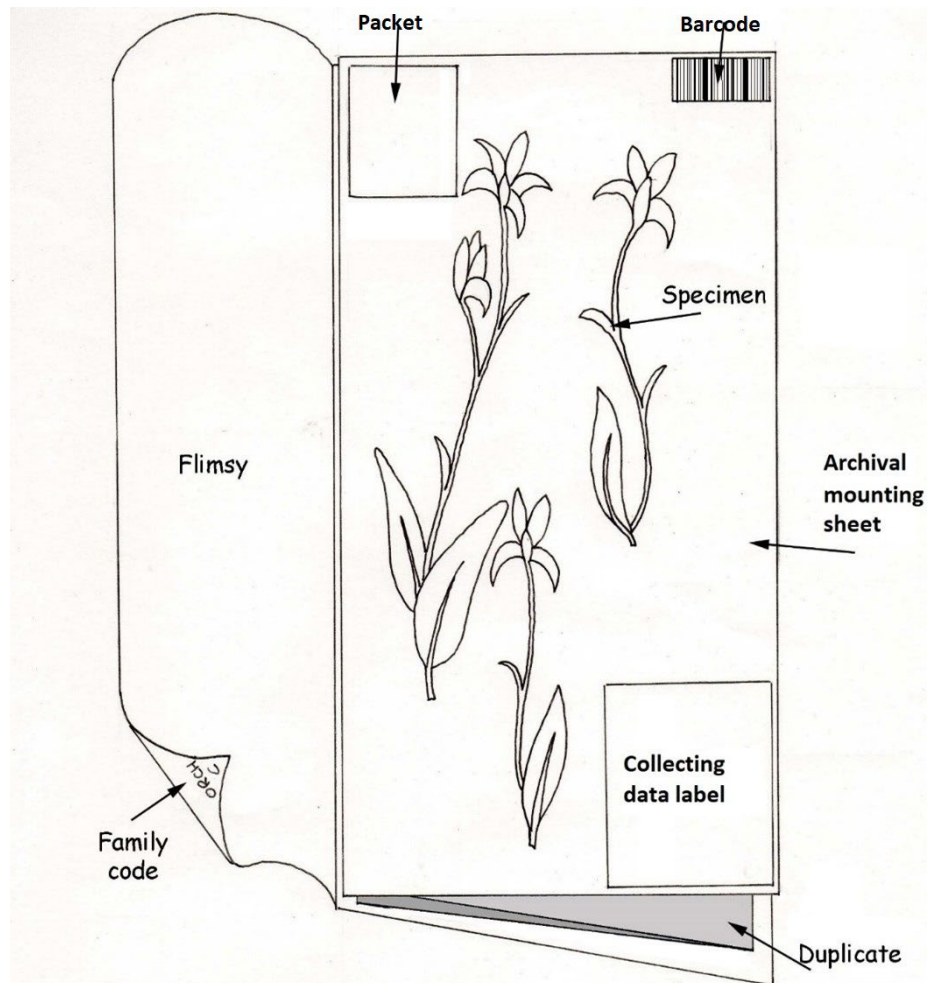 Packet
Barcode
Specimen
Flimsy
Archival
mounting
sheet
ORCH
Collecting
data label
Family
code
Duplicate